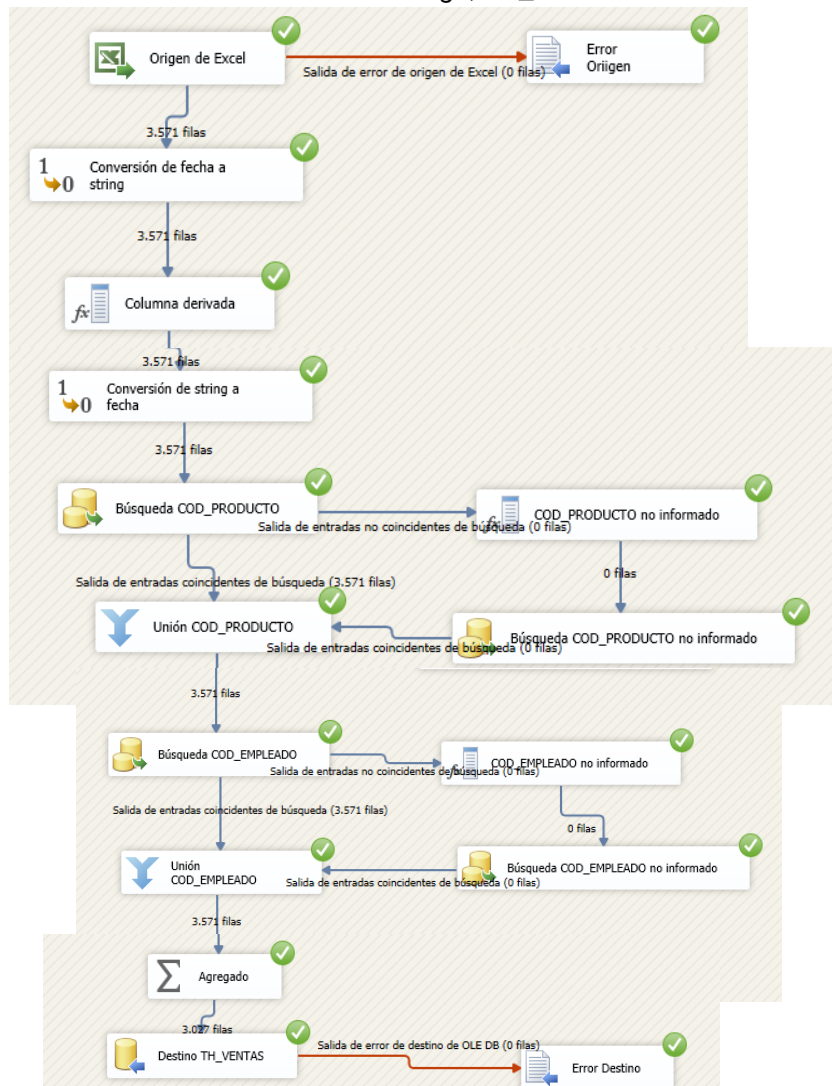 Origen de Excel
Salida de error de origen de Excel (0 filas)
Error
Oriigen
3.571 filas
1
0
Conversión de fecha a
string
3.571 filas
fx
Columna derivada
3.571 filas
1
0
Conversión de string a
fecha
3.571 filas
Búsqueda COD_PRODUCTO
Salida de entradas no coincidentes de búsqueda (0 filas)
fx
COD_PRODUCTO no informado
0 filas
Salida de entradas coincidentes de búsqueda (3.571 filas)
Unión COD_PRODUCTO
Salida de entradas coincidentes de búsqueda (0 filas)
Búsqueda COD_PRODUCTO no informado
3.571 filas
Búsqueda COD_EMPLEADO
Salida de entradas no coincidentes de búsqueda (0 filas)
fx
COD_EMPLEADO no informado
Salida de entradas coincidentes de búsqueda (3.571 filas)
0 filas
Unión
COD_EMPLEADO
Salida de entradas coincidentes de búsqueda (0 filas)
Búsqueda COD_EMPLEADO no informado
3.571 filas
Σ
Agregado
3.027 filas
Destino TH_VENTAS
Salida de error de destino de OLE DB (0 filas)
Error Destino